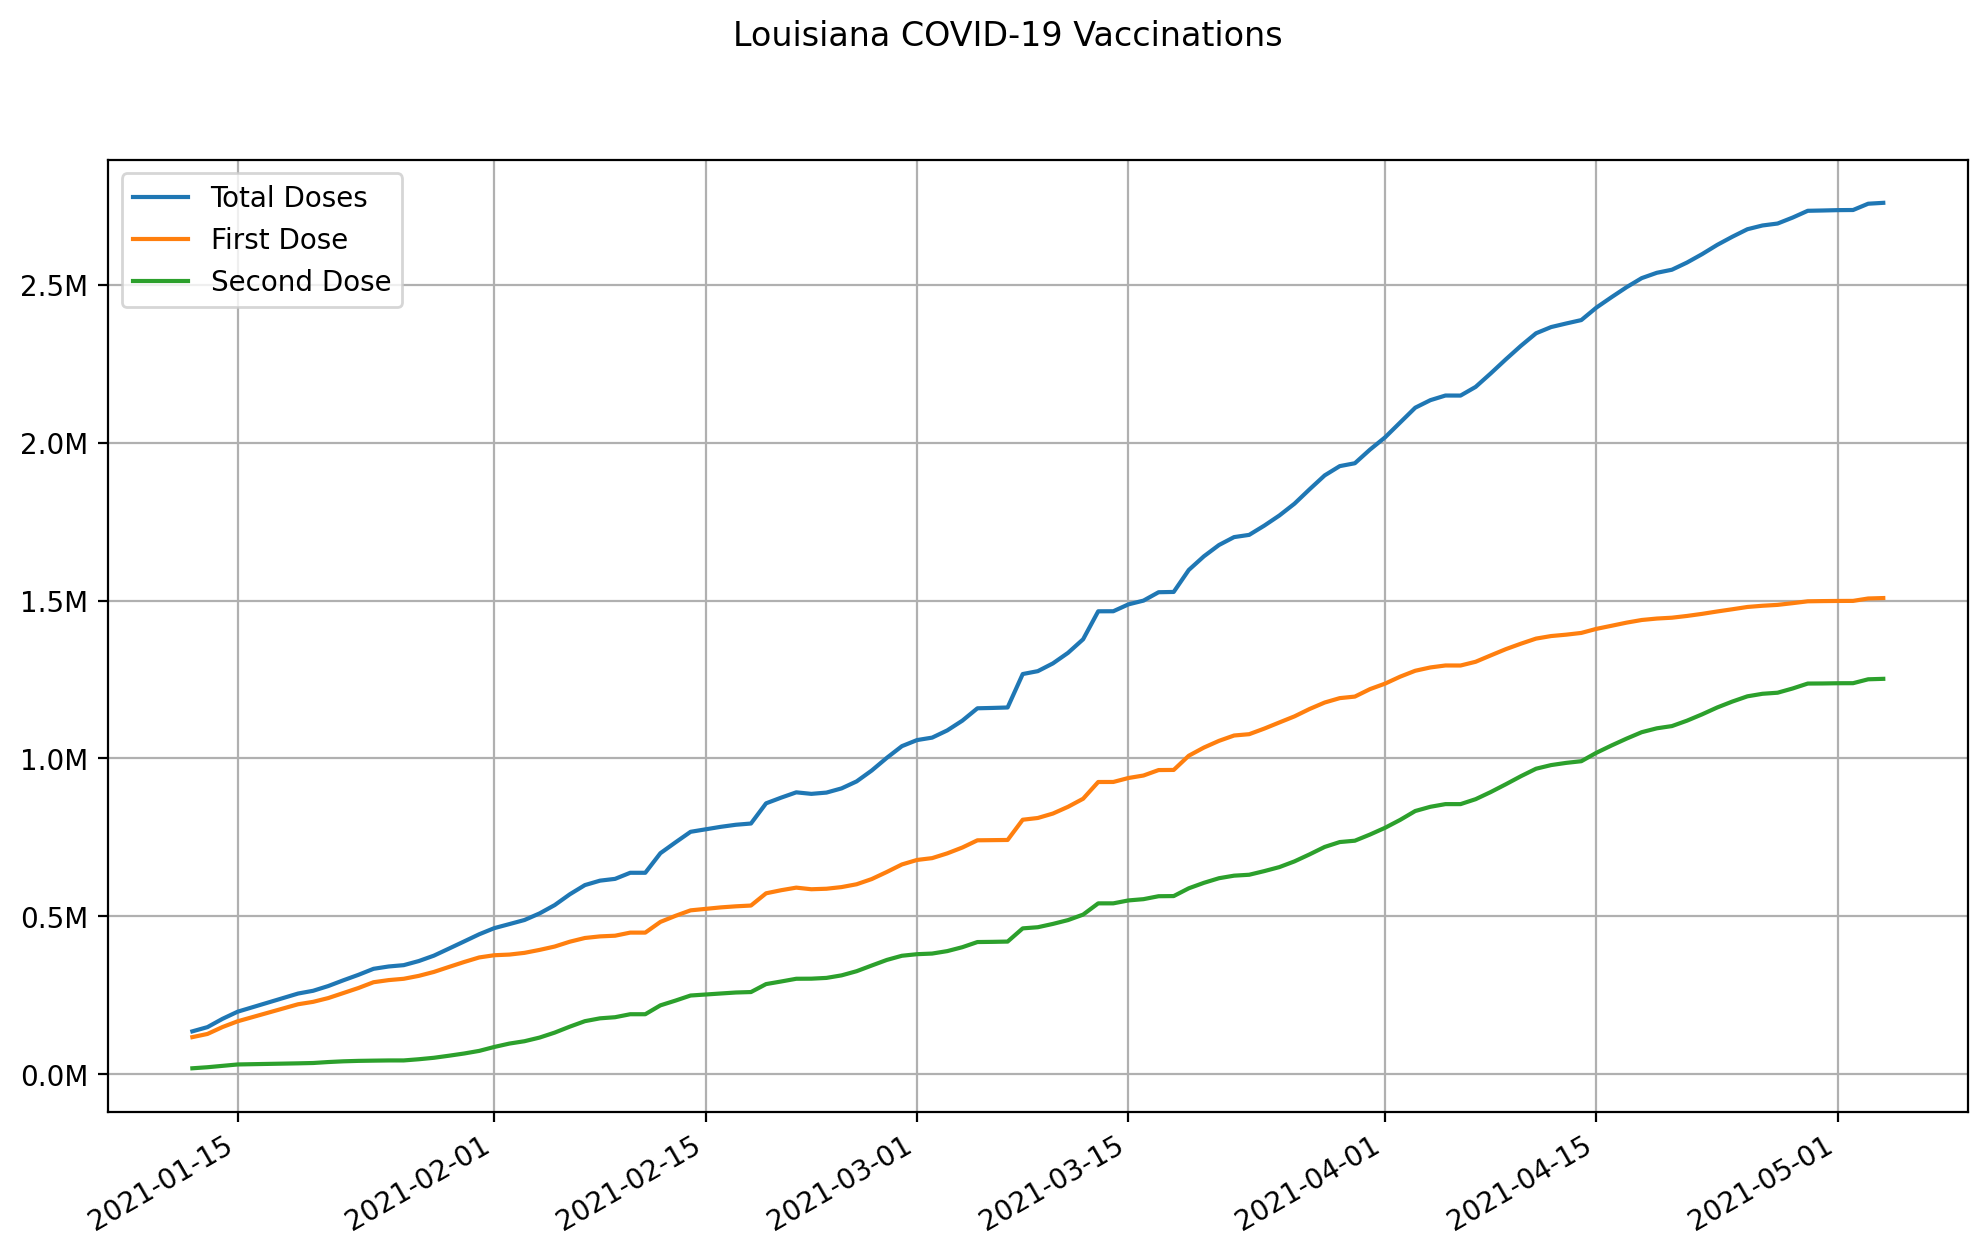 Louisiana COVID-19 Vaccinations
Total Doses
First Dose
Second Dose
2.5M
2.0M
1.5M
1.0M
0.5M
0.0M
2021-01-15
2021-02-01
2021-02-15
2021-03-01
2021-03-15
2021-04-01
2021-04-15
2021-05-01